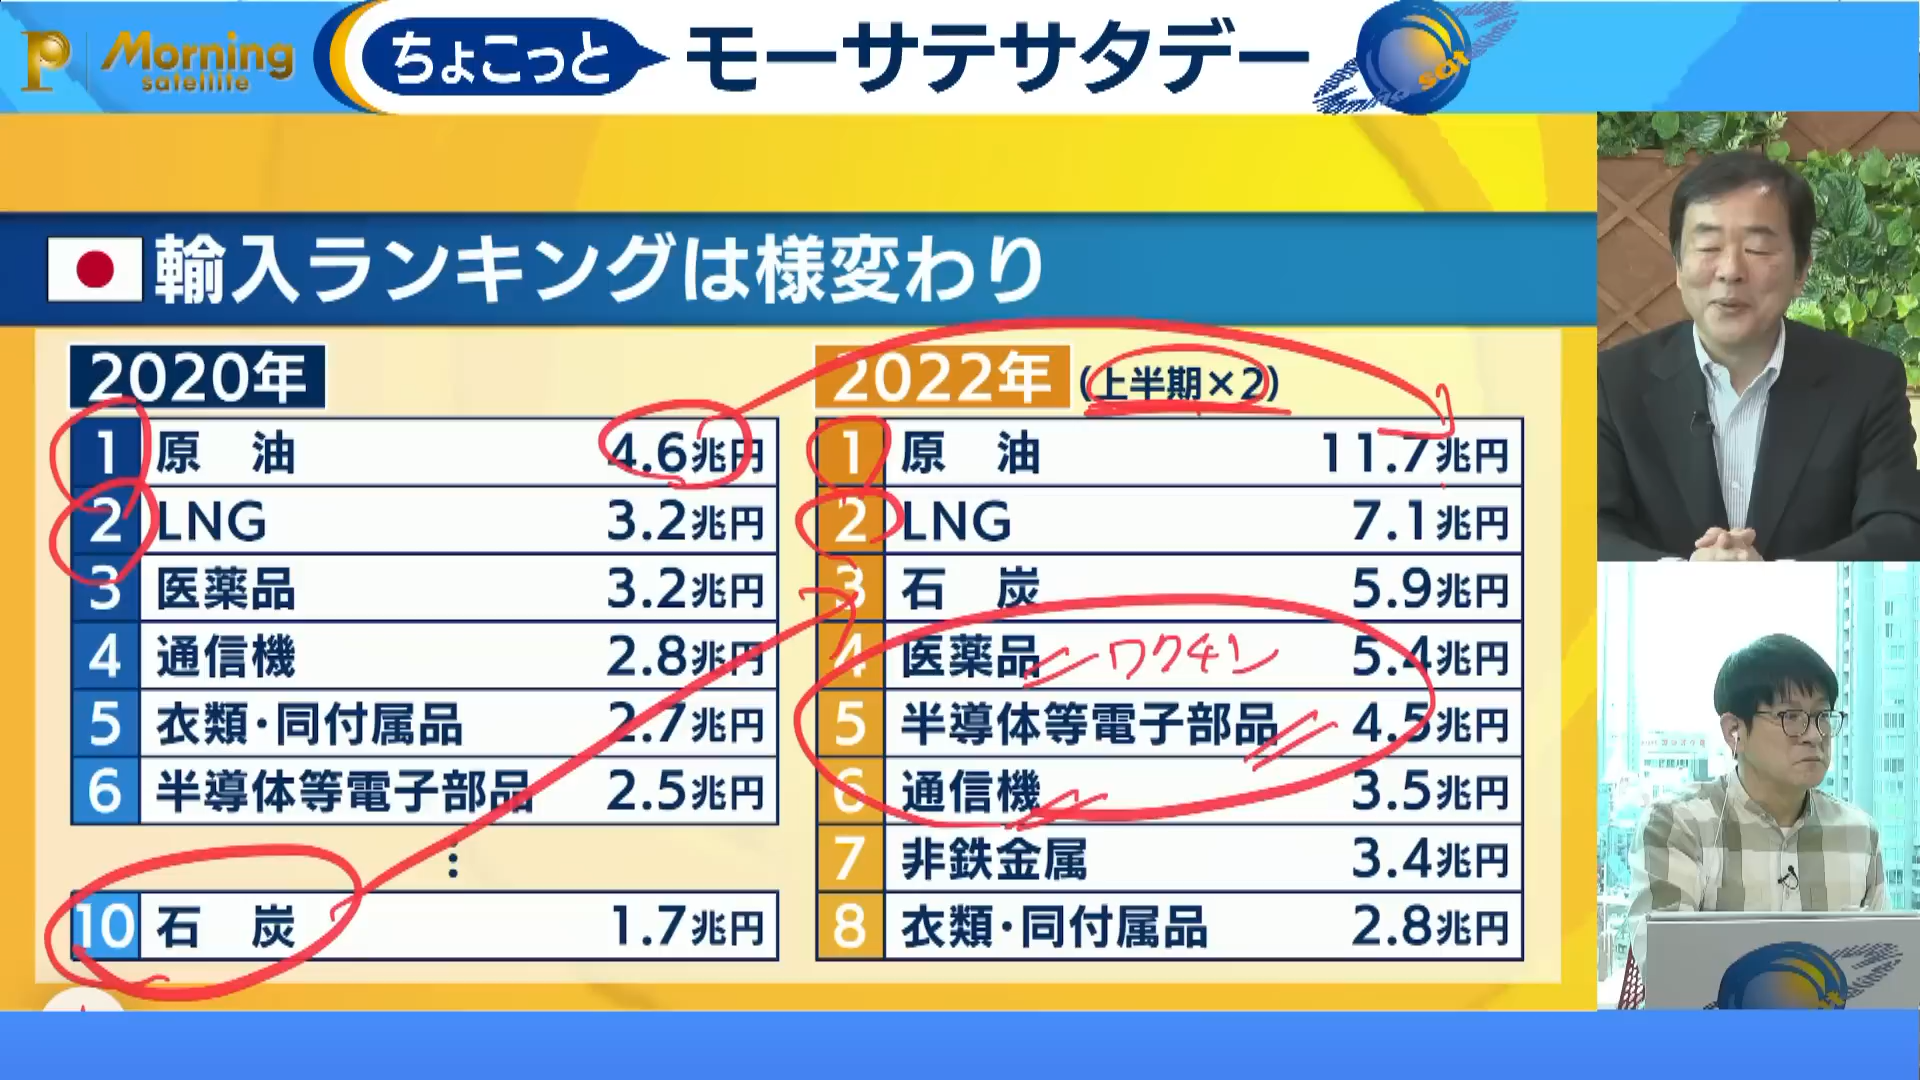 P Morning satellite
ちょこっと モーサテサタデー
sat
輸入ランキングは様変わり
2020年
1 原 油 4.6兆円
2 LNG 3.2兆円
3 医薬品 3.2兆円
4 通信機 2.8兆円
5 衣類・同付属品 2.7兆円
6 半導体等電子部品 2.5兆円
⋮
10 石 炭 1.7兆円
2022年 (上半期×2)
1 原 油 11.7兆円
2 LNG 7.1兆円
3 石 炭 5.9兆円
4 医薬品 ワクチン 5.4兆円
5 半導体等電子部品 4.5兆円
6 通信機 3.5兆円
7 非鉄金属 3.4兆円
8 衣類・同付属品 2.8兆円